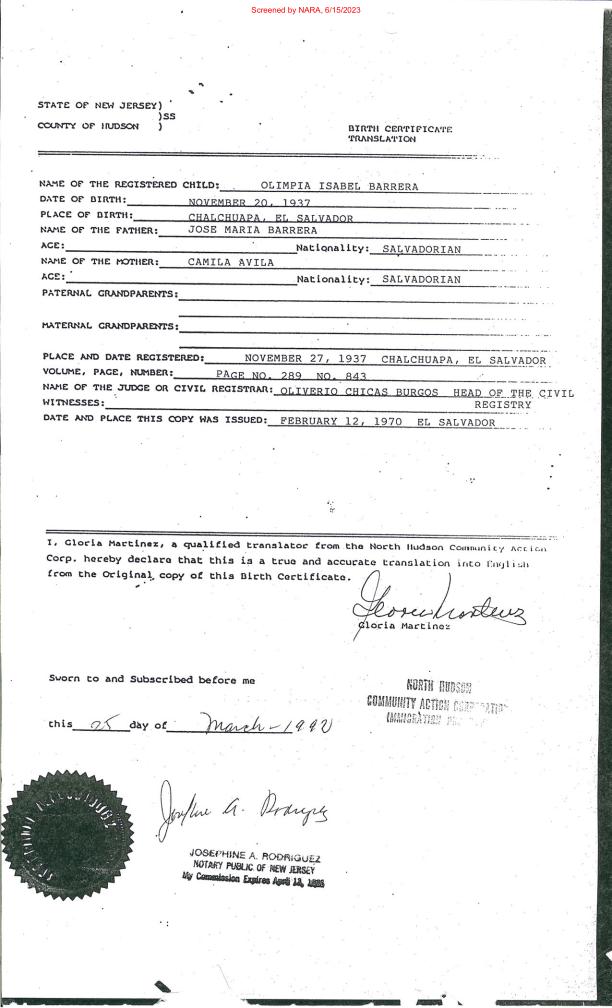 Screened by NARA, 6/15/2023
STATE OF NEW JERSEY)
)SS
COUNTY OF HUDSON )
BIRTH CERTIFICATE
TRANSLATION
NAME OF THE REGISTERED CHILD: OLIMPIA ISABEL BARRERA
DATE OF BIRTH: NOVEMBER 20, 1937
PLACE OF BIRTH: CHALCHUAPA, EL SALVADOR
NAME OF THE FATHER: JOSE MARIA BARRERA
AGE: Nationality: SALVADORIAN
NAME OF THE MOTHER: CAMILA AVILA
AGE: Nationality: SALVADORIAN
PATERNAL GRANDPARENTS:
MATERNAL GRANDPARENTS:
PLACE AND DATE REGISTERED: NOVEMBER 27, 1937 CHALCHUAPA, EL SALVADOR
VOLUME, PAGE, NUMBER: PAGE NO. 289 NO. 843
NAME OF THE JUDGE OR CIVIL REGISTRAR: OLIVERIO CHICAS BURGOS HEAD OF THE CIVIL
WITNESSES: REGISTRY
DATE AND PLACE THIS COPY WAS ISSUED: FEBRUARY 12, 1970 EL SALVADOR
I, Gloria Martinez, a qualified translator from the North Hudson Community Action
Corp. hereby declare that this is a true and accurate translation into English
from the Original copy of this Birth Certificate.
Gloria Martinez
Gloria Martinez
Sworn to and Subscribed before me
NORTH HUDSON
COMMUNITY ACTION CORPORATION
IMMIGRATION
this 25 day of March - 1992
Josephine A. Rodriguez
JOSEPHINE A. RODRIGUEZ
NOTARY PUBLIC OF NEW JERSEY
My Commission Expires April 13,